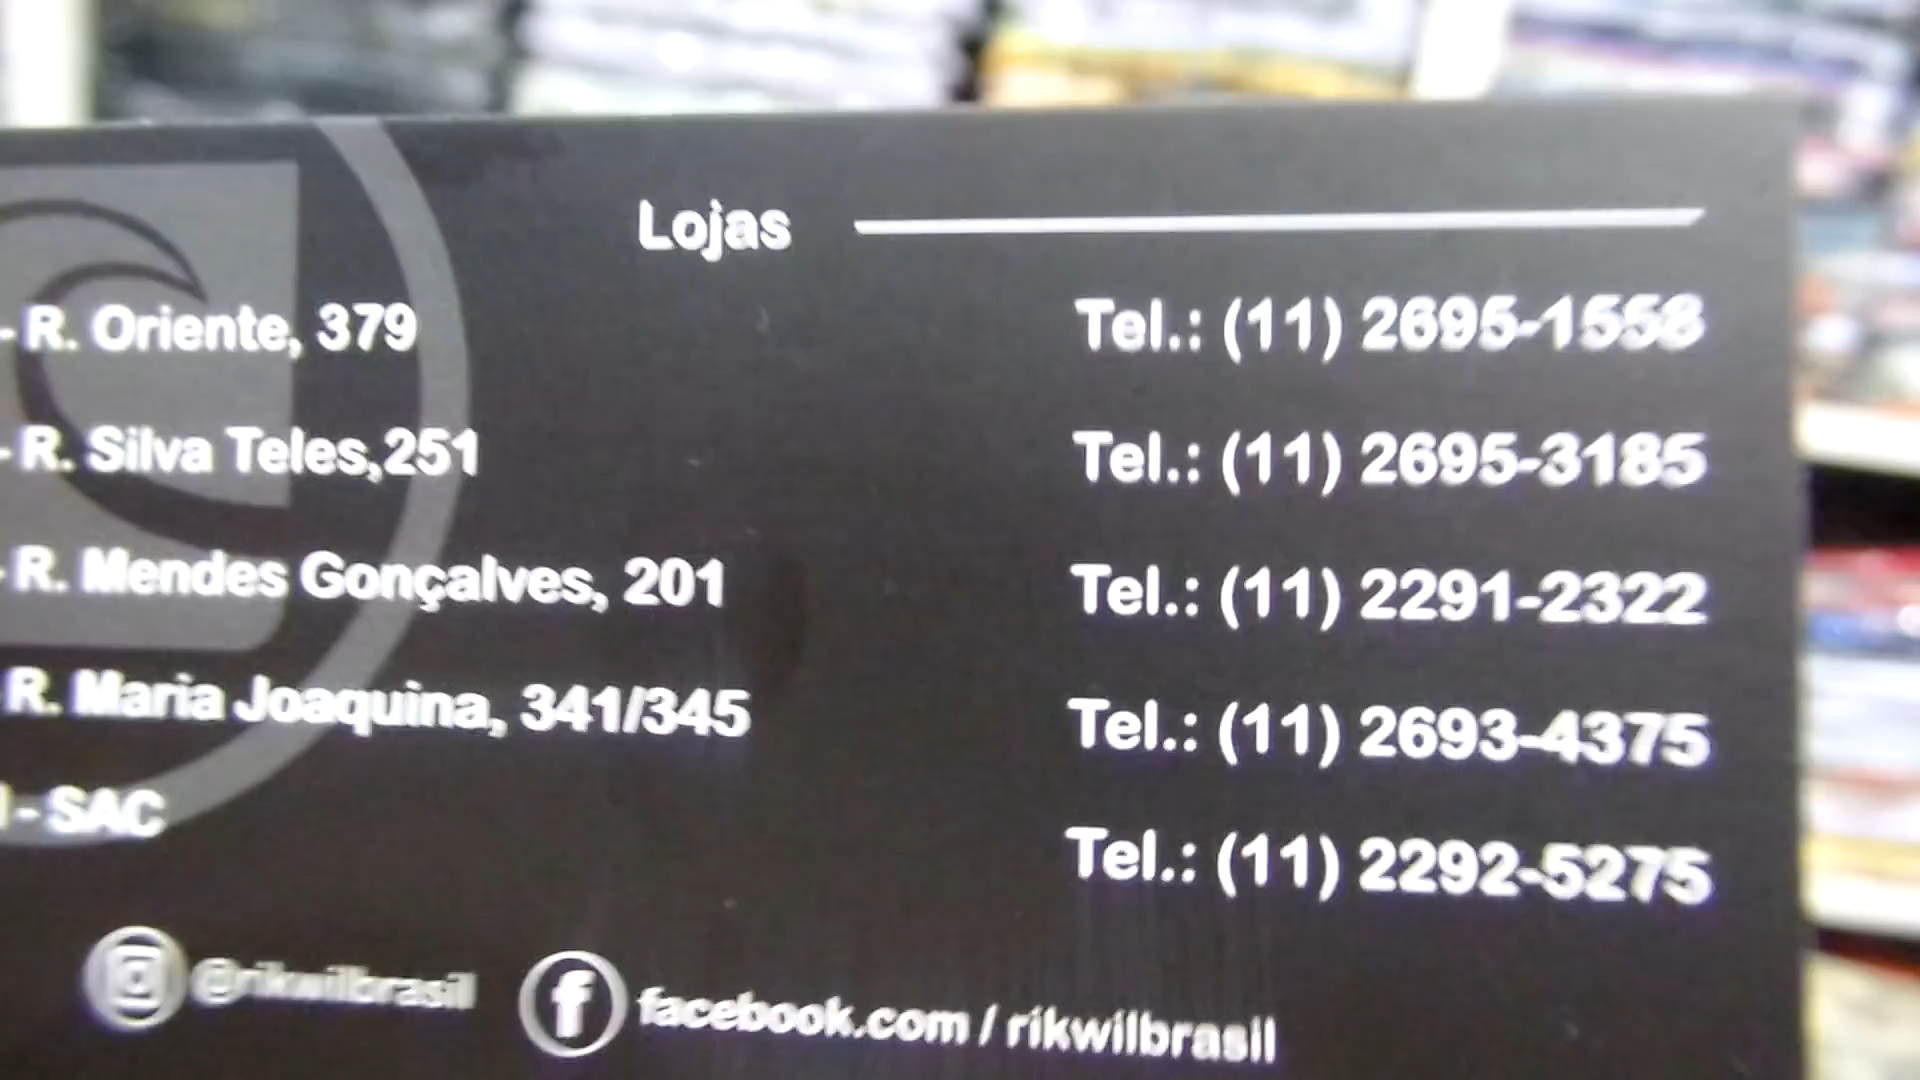 Lojas
- R. Oriente, 379 Tel.: (11) 2695-1558
- R. Silva Teles,251 Tel.: (11) 2695-3185
- R. Mendes Gonçalves, 201 Tel.: (11) 2291-2322
R. Maria Joaquina, 341/345 Tel.: (11) 2693-4375
- SAC Tel.: (11) 2292-5275
@rikwilbrasil facebook.com / rikwilbrasil